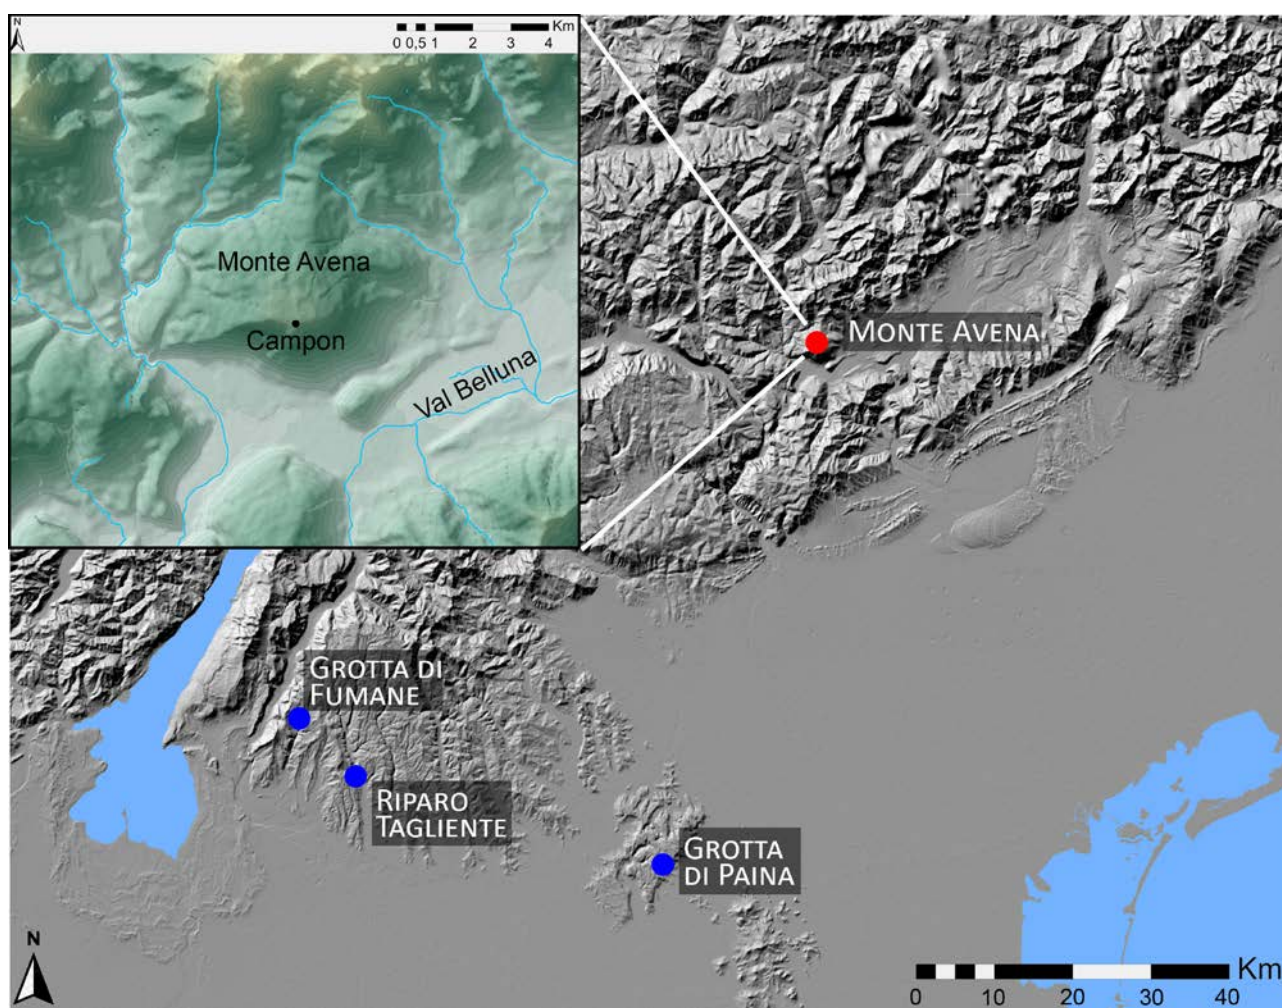 N
Km
0 0,5 1 2 3 4
Monte Avena
Campon
Val Belluna
MONTE AVENA
GROTTA DI
FUMANE
RIPARO
TAGLIENTE
GROTTA
DI PAINA
N
Km
0 10 20 30 40